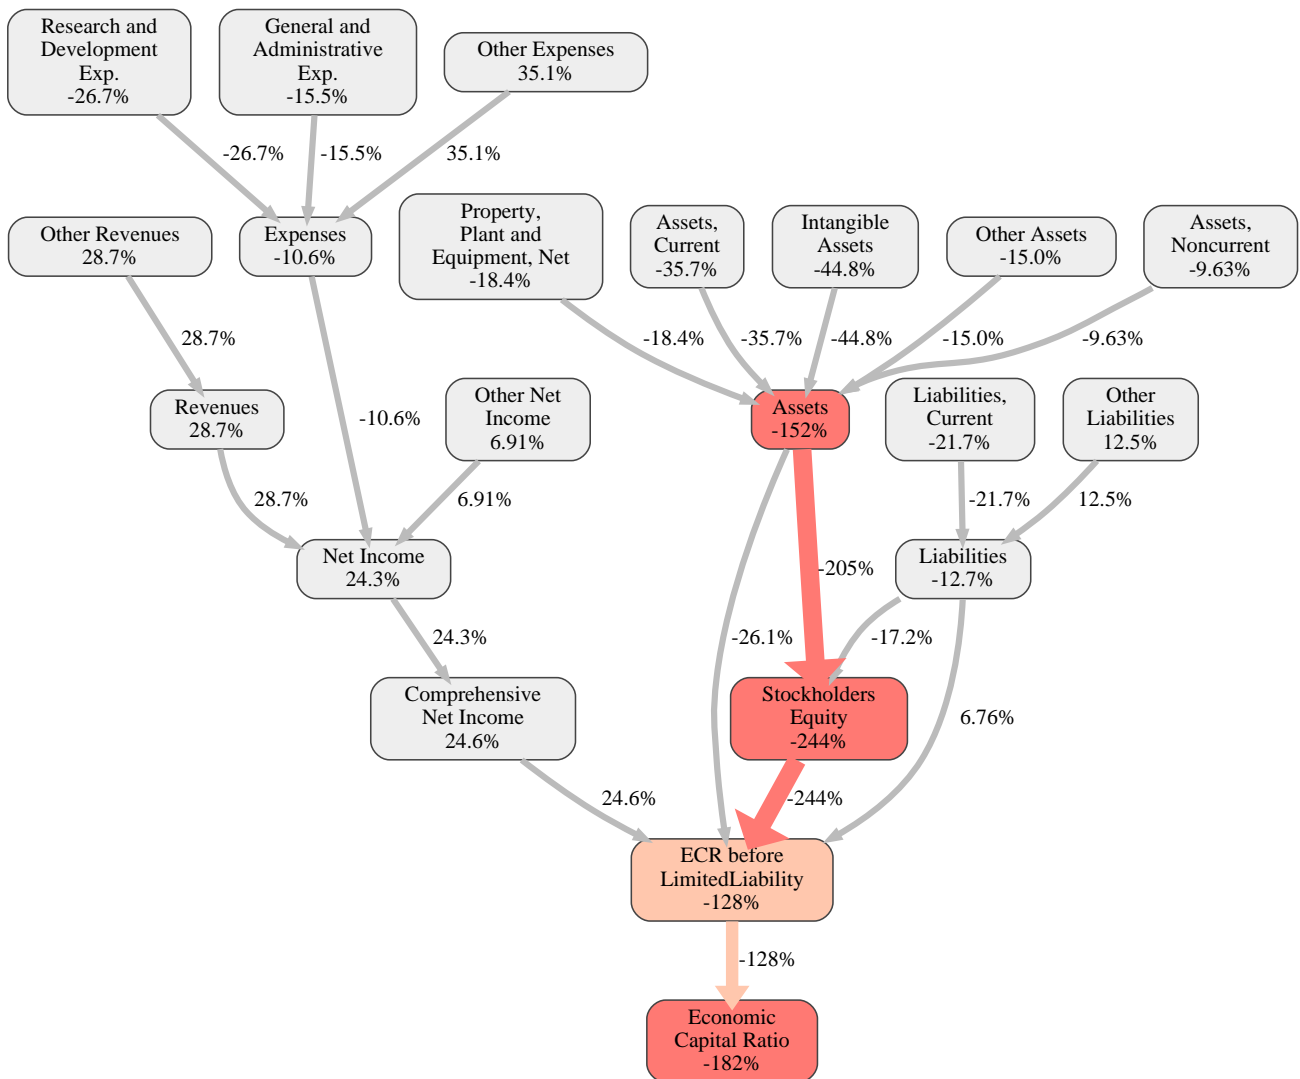 Research and
Development
Exp.
-26.7%
General and
Administrative
Exp.
-15.5%
Other Expenses
35.1%
-26.7%
-15.5%
35.1%
Other Revenues
28.7%
Expenses
-10.6%
Property,
Plant and
Equipment, Net
-18.4%
Assets,
Current
-35.7%
Intangible
Assets
-44.8%
Other Assets
-15.0%
Assets,
Noncurrent
-9.63%
28.7%
-18.4%
-35.7%
-44.8%
-15.0%
-9.63%
Revenues
28.7%
-10.6%
Other Net
Income
6.91%
Assets
-152%
Liabilities,
Current
-21.7%
Other
Liabilities
12.5%
28.7%
6.91%
-21.7%
12.5%
Net Income
24.3%
-205%
Liabilities
-12.7%
24.3%
-26.1%
-17.2%
Comprehensive
Net Income
24.6%
Stockholders
Equity
-244%
6.76%
24.6%
-244%
ECR before
LimitedLiability
-128%
-128%
Economic
Capital Ratio
-182%